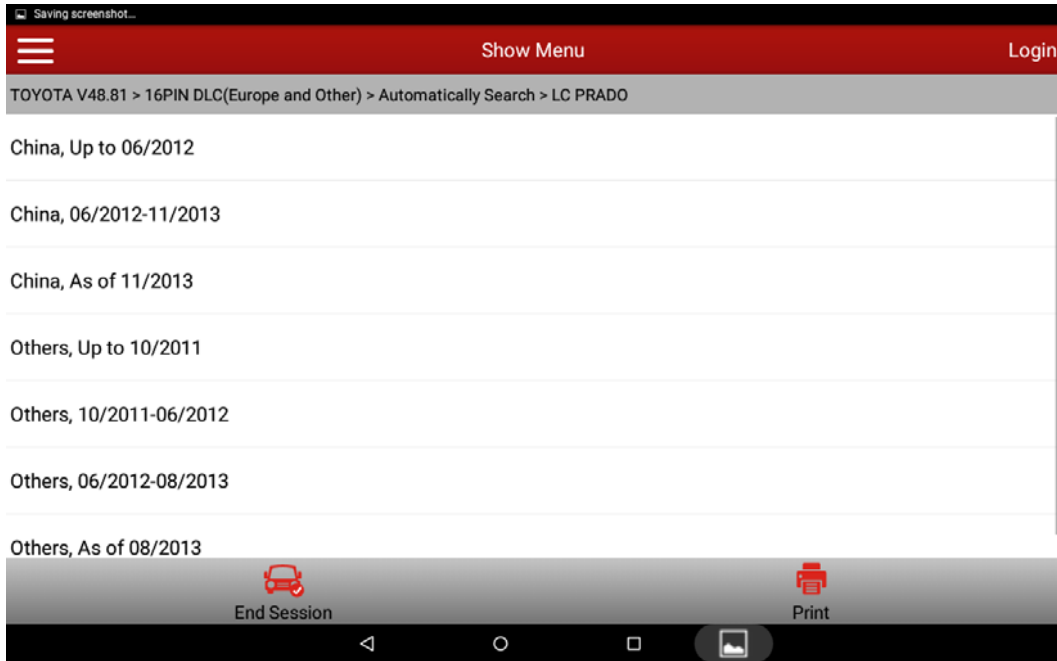 Saving screenshot...
Show Menu
Login
TOYOTA V48.81 > 16PIN DLC(Europe and Other) > Automatically Search > LC PRADO
China, Up to 06/2012
China, 06/2012-11/2013
China, As of 11/2013
Others, Up to 10/2011
Others, 10/2011-06/2012
Others, 06/2012-08/2013
Others, As of 08/2013
End Session
Print